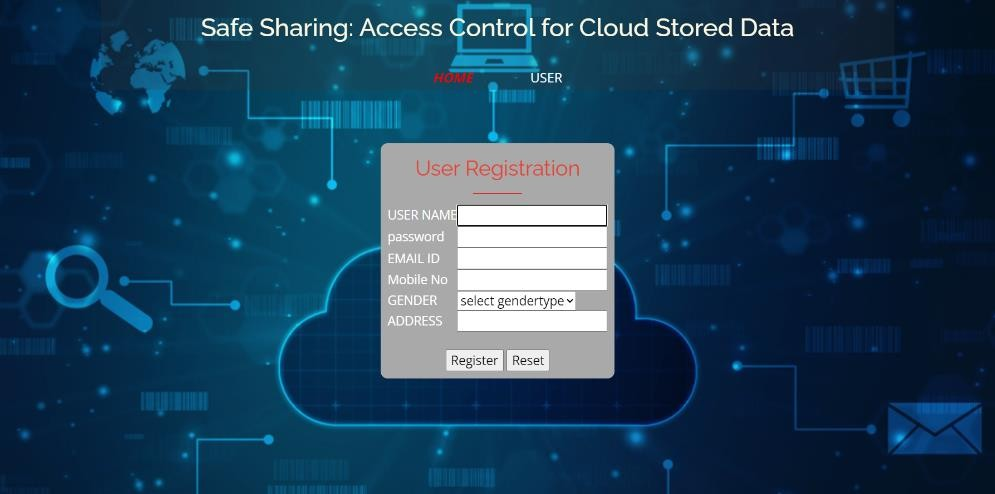 Safe Sharing: Access Control for Cloud Stored Data
HOME USER
User Registration
USER NAME
password
EMAIL ID
Mobile No
GENDER select gendertype
ADDRESS
Register Reset